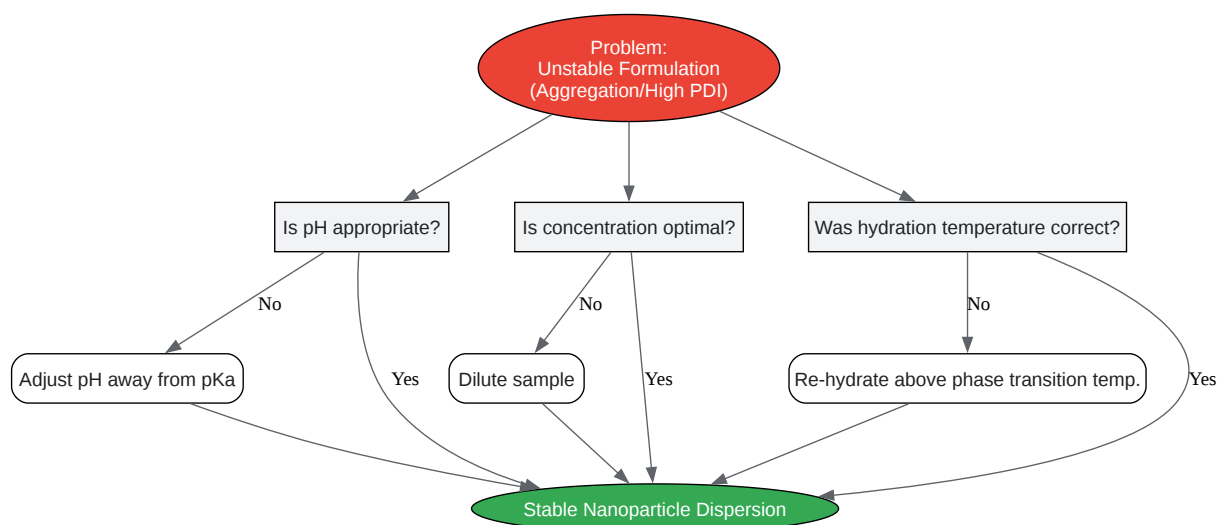 Problem:
Unstable Formulation
(Aggregation/High PDI)
Is pH appropriate?
Is concentration optimal?
Was hydration temperature correct?
No
No
No
Adjust pH away from pKa
Yes
Dilute sample
Yes
Re-hydrate above phase transition temp.
Yes
Stable Nanoparticle Dispersion